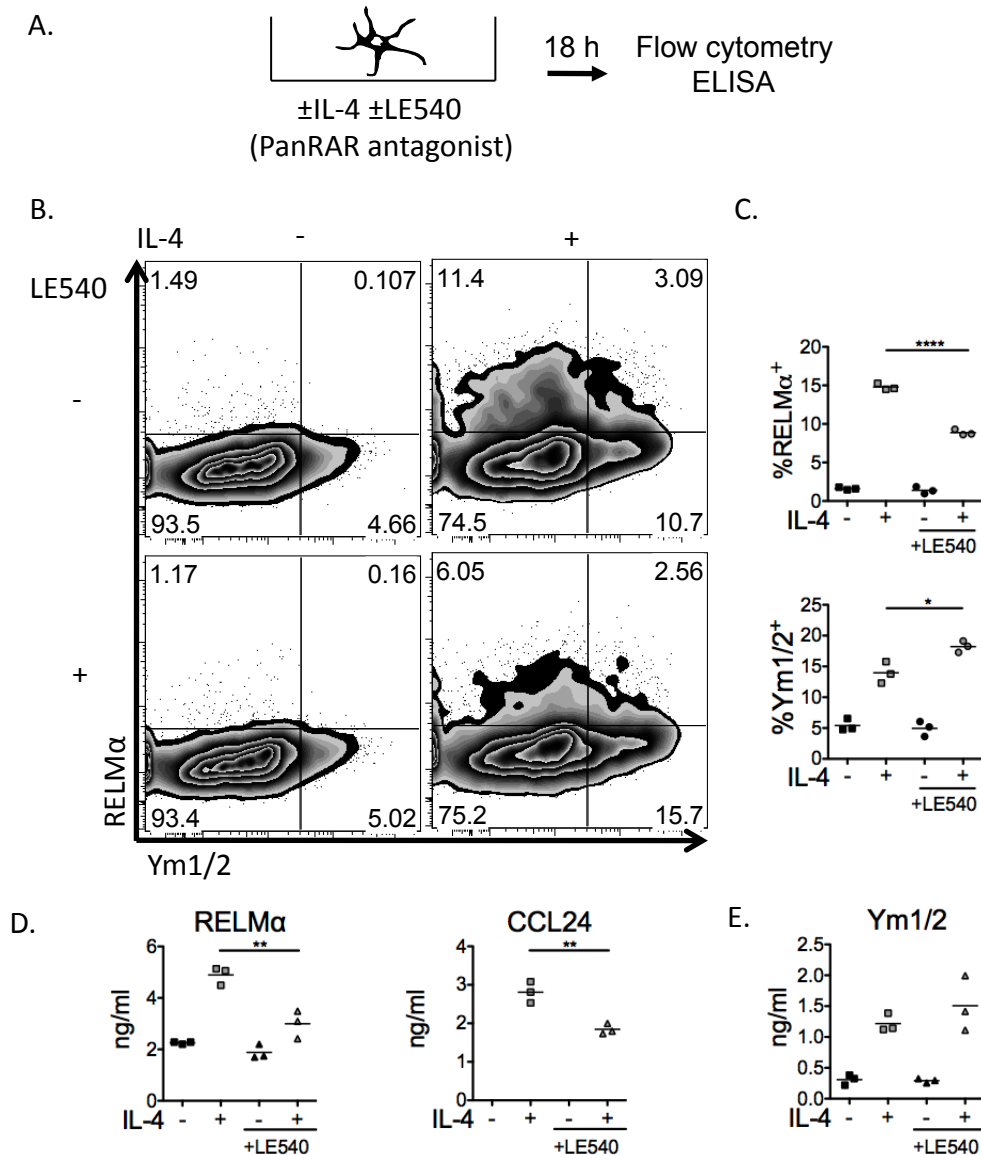 A.
18 h
Flow cytometry
ELISA
±IL-4 ±LE540
(PanRAR antagonist)
B.
IL-4 - +
LE540
-
+
1.49 0.107
93.5 4.66
11.4 3.09
74.5 10.7
1.17 0.16
93.4 5.02
6.05 2.56
75.2 15.7
RELMα
Ym1/2
C.
%RELMα+
20
15
10
5
0
****
IL-4 - + - +
+LE540
%Ym1/2+
25
20
15
10
5
0
*
IL-4 - + - +
+LE540
D.
RELMα
ng/ml
6
4
2
0
**
IL-4 - + - +
+LE540
CCL24
ng/ml
4
3
2
1
0
**
IL-4 - + - +
+LE540
E.
Ym1/2
ng/ml
2.5
2.0
1.5
1.0
0.5
0.0
IL-4 - + - +
+LE540